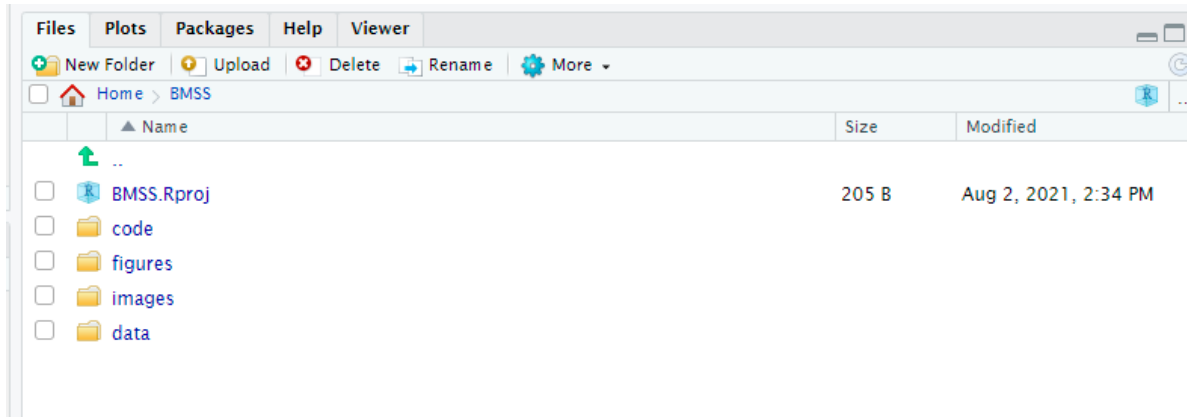 Files Plots Packages Help Viewer
New Folder Upload Delete Rename More
Home > BMSS
Name Size Modified
..
BMSS.Rproj 205 B Aug 2, 2021, 2:34 PM
code
figures
images
data